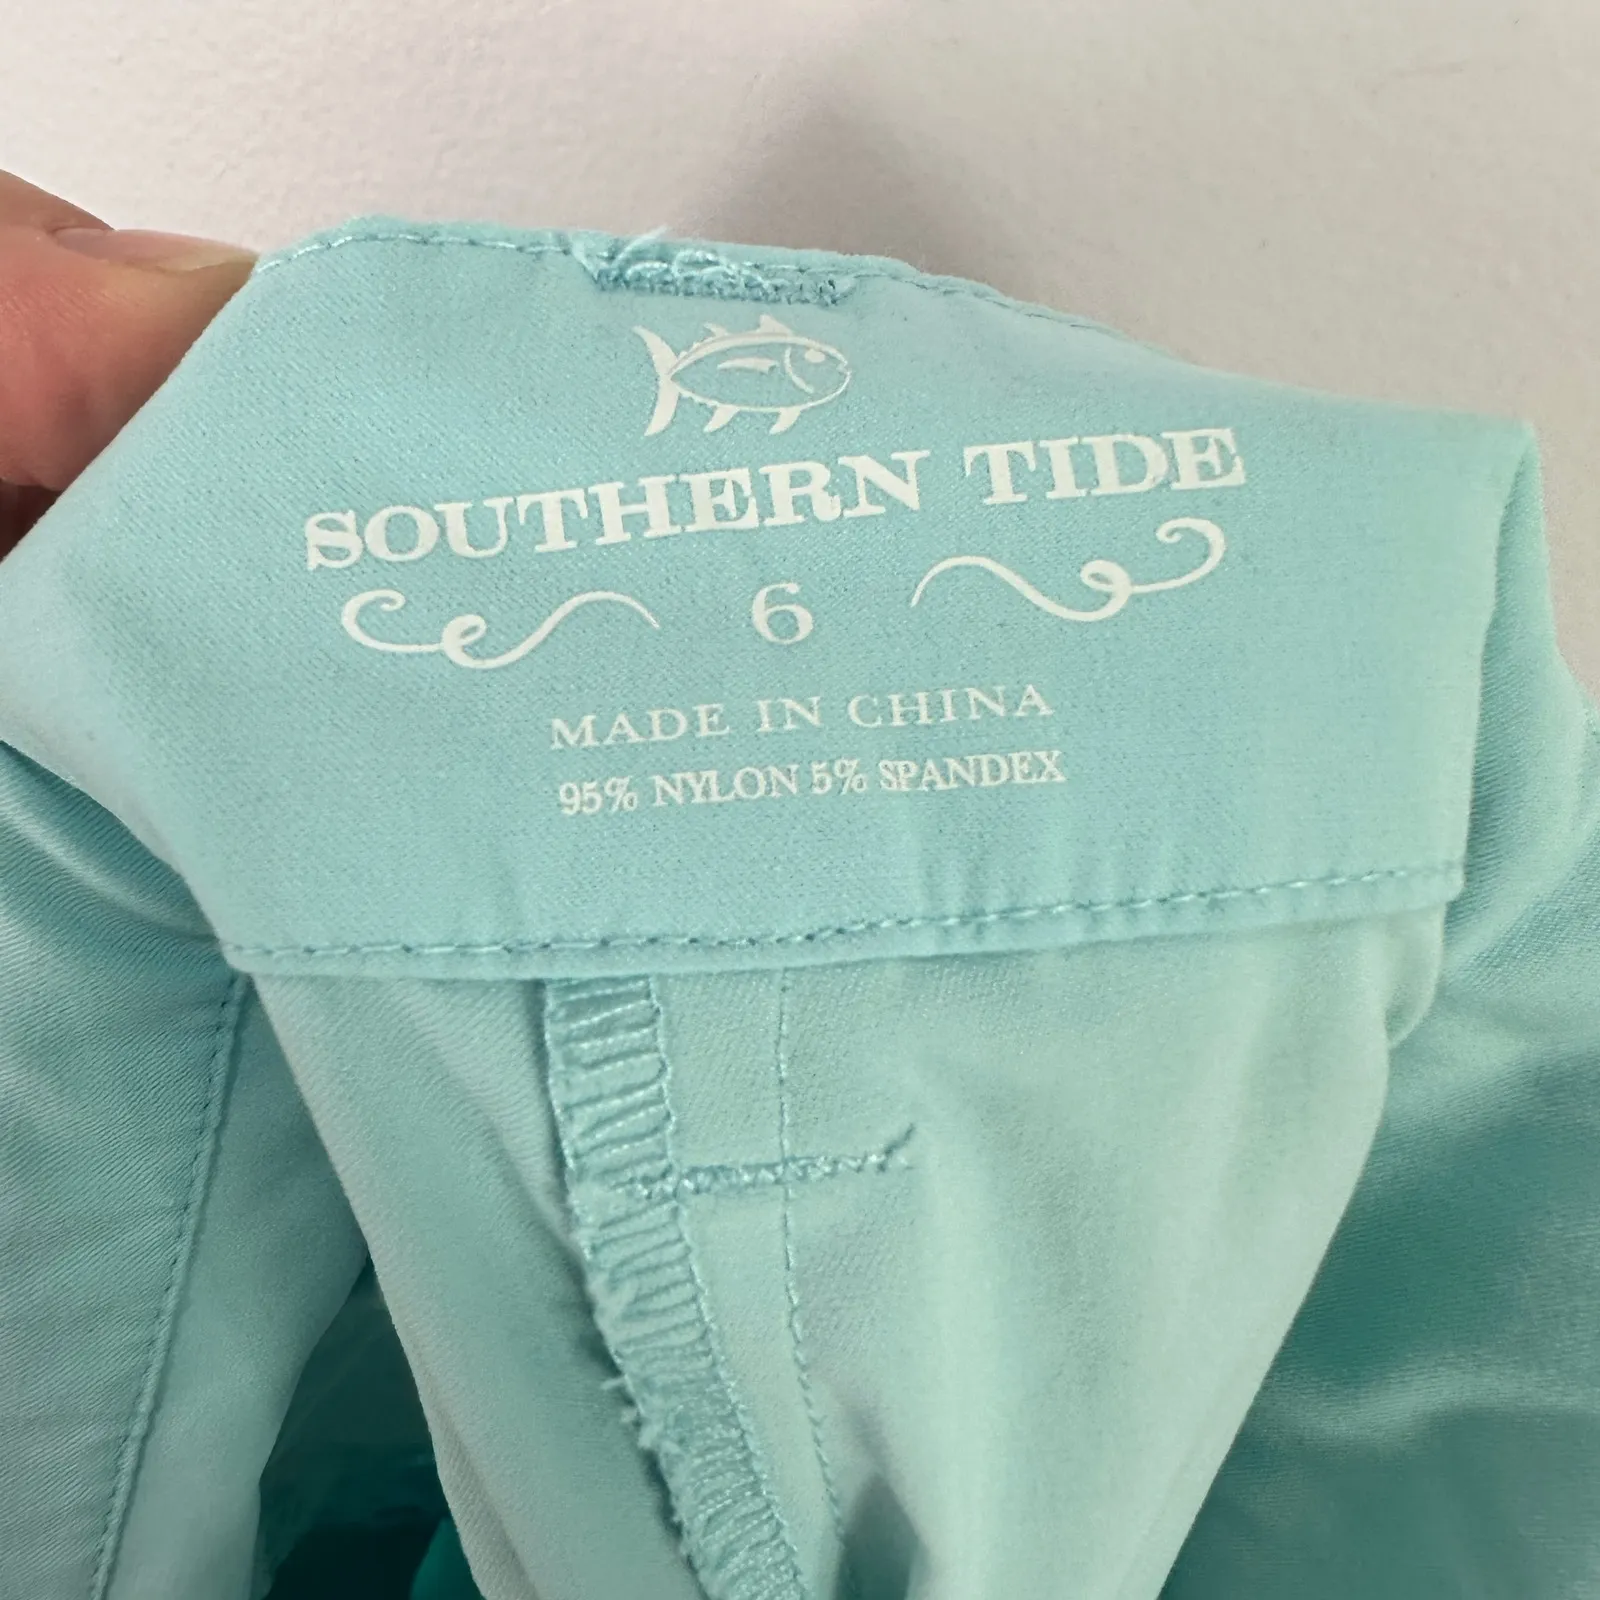 SOUTHERN TIDE
6
MADE IN CHINA
95% NYLON 5% SPANDEX